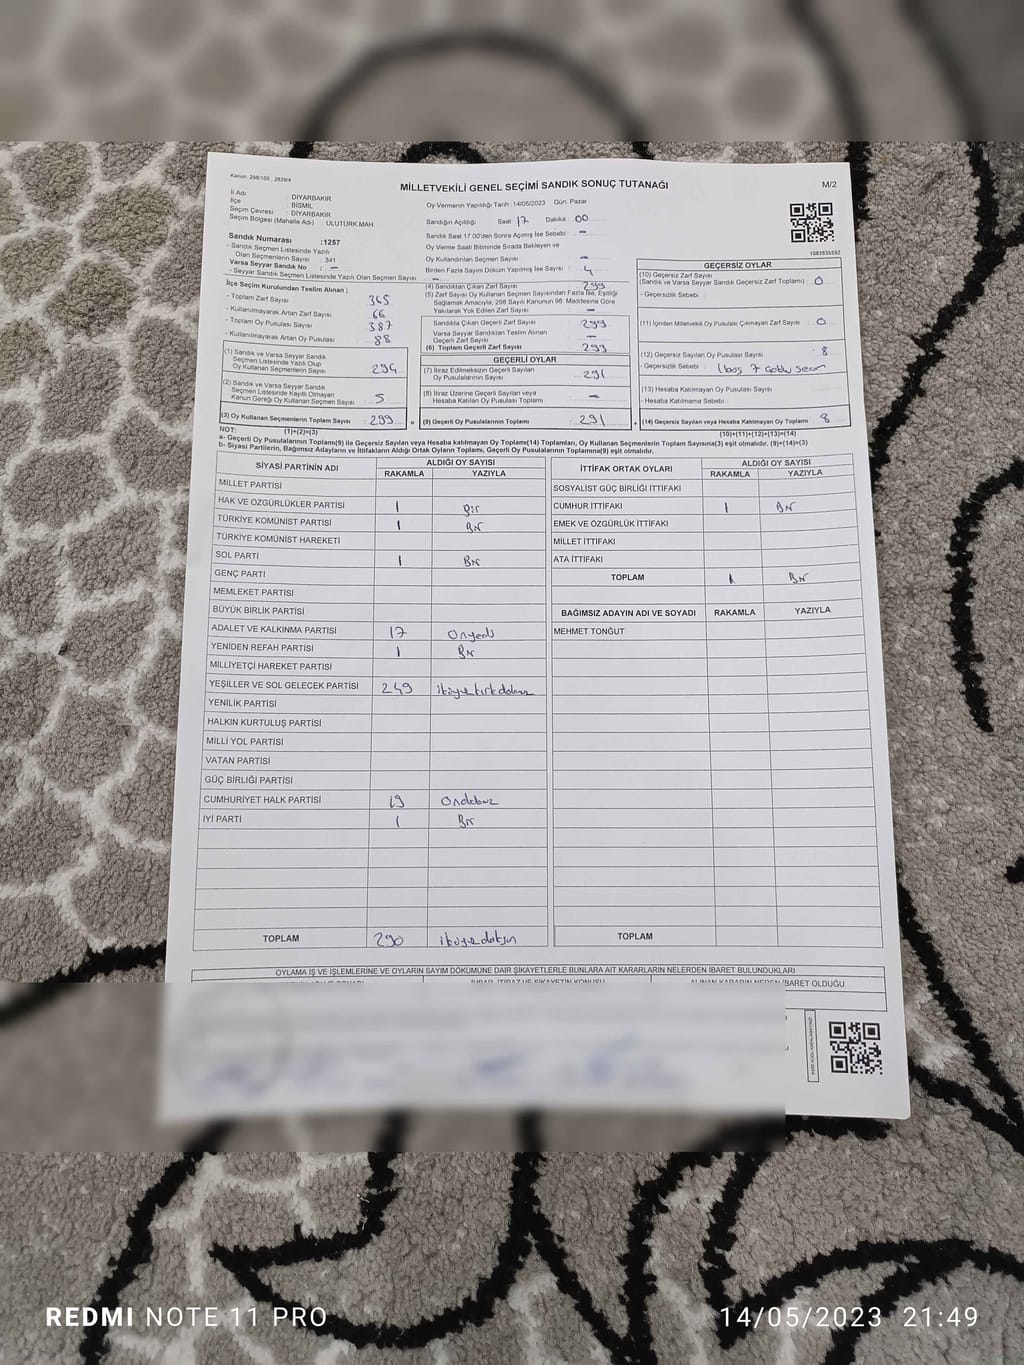 Kanun: 298/105 , 2839/4
MİLLETVEKİLİ GENEL SEÇİMİ SANDIK SONUÇ TUTANAĞI
M/2
İl Adı DİYARBAKIR
İlçe BİSMİL
Seçim Çevresi : DİYARBAKIR
Seçim Bölgesi (Mahalle Adı) ULUTÜRK MAH.
Sandık Numarası :1257
- Sandık Seçmen Listesinde Yazılı
Olan Seçmenlerin Sayısı : 341
Varsa Seyyar Sandık No : -
- Seyyar Sandık Seçmen Listesinde Yazılı Olan Seçmen Sayısı : -
Oy Vermenin Yapıldığı Tarih : 14/05/2023 Gün: Pazar
Sandığın Açıldığı Saat: 17 Dakika : 00
Sandık Saat 17.00'den Sonra Açılmış İse Sebebi : -
Oy Verme Saati Bitiminde Sırada Bekleyen ve
Oy Kullandırılan Seçmen Sayısı -
Birden Fazla Sayım Döküm Yapılmış İse Sayısı 4
1083835592
İlçe Seçim Kurulundan Teslim Alınan ;
- Toplam Zarf Sayısı 365
- Kullanılmayarak Artan Zarf Sayısı 66
- Toplam Oy Pusulası Sayısı 387
- Kullanılmayarak Artan Oy Pusulası 88
(1) Sandık ve Varsa Seyyar Sandık
Seçmen Listesinde Yazılı Olup
Oy Kullanan Seçmen Sayısı 294
(2) Sandık ve Varsa Seyyar Sandık
Seçmen Listesinde Kayıtlı Olmayan
Kanun Gereği Oy Kullanan Seçmen Sayısı 5
(3) Oy Kullanan Seçmenlerin Toplam Sayısı 299
(1)+(2)=(3)
(4) Sandıktan Çıkan Zarf Sayısı 299
(5) Zarf Sayısı Oy Kullanan Seçmen Sayısından Fazla İse, Eşitliği
Sağlamak Amacıyla, 298 Sayılı Kanunun 98. Maddesine Göre
Yakılarak Yok Edilen Zarf Sayısı -
Sandıkta Çıkan Geçerli Zarf Sayısı 299
Varsa Seyyar Sandıktan Teslim Alınan
Geçerli Zarf Sayısı -
(6) Toplam Geçerli Zarf Sayısı 299
GEÇERLİ OYLAR
(7) İtiraz Edilmeksizin Geçerli Sayılan
Oy Pusulalarının Sayısı 291
(8) İtiraz Üzerine Geçerli Sayılan veya
Hesaba Katılan Oy Pusulası Toplamı -
(9) Geçerli Oy Pusulalarının Toplamı 291
GEÇERSİZ OYLAR
(10) Geçersiz Zarf Sayısı
(Sandık ve Varsa Seyyar Sandık Geçersiz Zarf Toplamı) : 0
- Geçersizlik Sebebi
(11) İçinden Milletvekili Oy Pusulası Çıkmayan Zarf Sayısı : 0
(12) Geçersiz Sayılan Oy Pusulası Sayısı : 8
- Geçersizlik Sebebi : 1 boş 7
(13) Hesaba Katılmayan Oy Pusulası Sayısı
- Hesaba Katılmama Sebebi
(14) Geçersiz Sayılan veya Hesaba Katılmayan Oy Toplamı 8
(10)+(11)+(12)+(13)=(14)
NOT:
a- Geçerli Oy Pusulalarının Toplamı(9) ile Geçersiz Sayılan veya Hesaba katılmayan Oy Toplamı(14) Toplamları, Oy Kullanan Seçmenlerin Toplam Sayısına(3) eşit olmalıdır. (9)+(14)=(3)
b- Siyasi Partilerin, Bağımsız Adayların ve İttifakların Aldığı Ortak Oyların Toplamı, Geçerli Oy Pusulalarının Toplamına(9) eşit olmalıdır.
SİYASİ PARTİNİN ADI ALDIĞI OY SAYISI
RAKAMLA YAZIYLA
MİLLET PARTİSİ
HAK VE ÖZGÜRLÜKLER PARTİSİ 1 Bir
TÜRKİYE KOMÜNİST PARTİSİ 1 Bir
TÜRKİYE KOMÜNİST HAREKETİ
SOL PARTİ 1 Bir
GENÇ PARTİ
MEMLEKET PARTİSİ
BÜYÜK BİRLİK PARTİSİ
ADALET VE KALKINMA PARTİSİ 17 Onyedi
YENİDEN REFAH PARTİSİ 1 Bir
MİLLİYETÇİ HAREKET PARTİSİ
YEŞİLLER VE SOL GELECEK PARTİSİ 249 ikiyüzkırkdokuz
YENİLİK PARTİSİ
HALKIN KURTULUŞ PARTİSİ
MİLLİ YOL PARTİSİ
VATAN PARTİSİ
GÜÇ BİRLİĞİ PARTİSİ
CUMHURİYET HALK PARTİSİ 19 Ondokuz
İYİ PARTİ 1 Bir
TOPLAM 290 ikiyüzdoksan
İTTİFAK ORTAK OYLARI ALDIĞI OY SAYISI
RAKAMLA YAZIYLA
SOSYALİST GÜÇ BİRLİĞİ İTTİFAKI
CUMHUR İTTİFAKI 1 Bir
EMEK VE ÖZGÜRLÜK İTTİFAKI
MİLLET İTTİFAKI
ATA İTTİFAKI
TOPLAM 1 Bir
BAĞIMSIZ ADAYIN ADI VE SOYADI RAKAMLA YAZIYLA
MEHMET TONĞUT
TOPLAM
OYLAMA İŞ VE İŞLEMLERİNE VE OYLARIN SAYIM DÖKÜMÜNE DAİR ŞİKAYETLERLE BUNLARA AİT KARARLARIN NELERDEN İBARET BULUNDUKLARI
İHBAR, İTİRAZ VE ŞİKAYETİN KONUSU ALINAN KARARIN NEDEN İBARET OLDUĞU
REDMI NOTE 11 PRO
14/05/2023 21:49